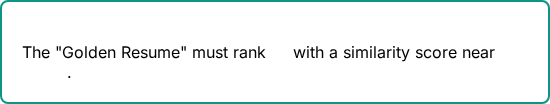 The "Golden Resume" must rank with a similarity score near
.